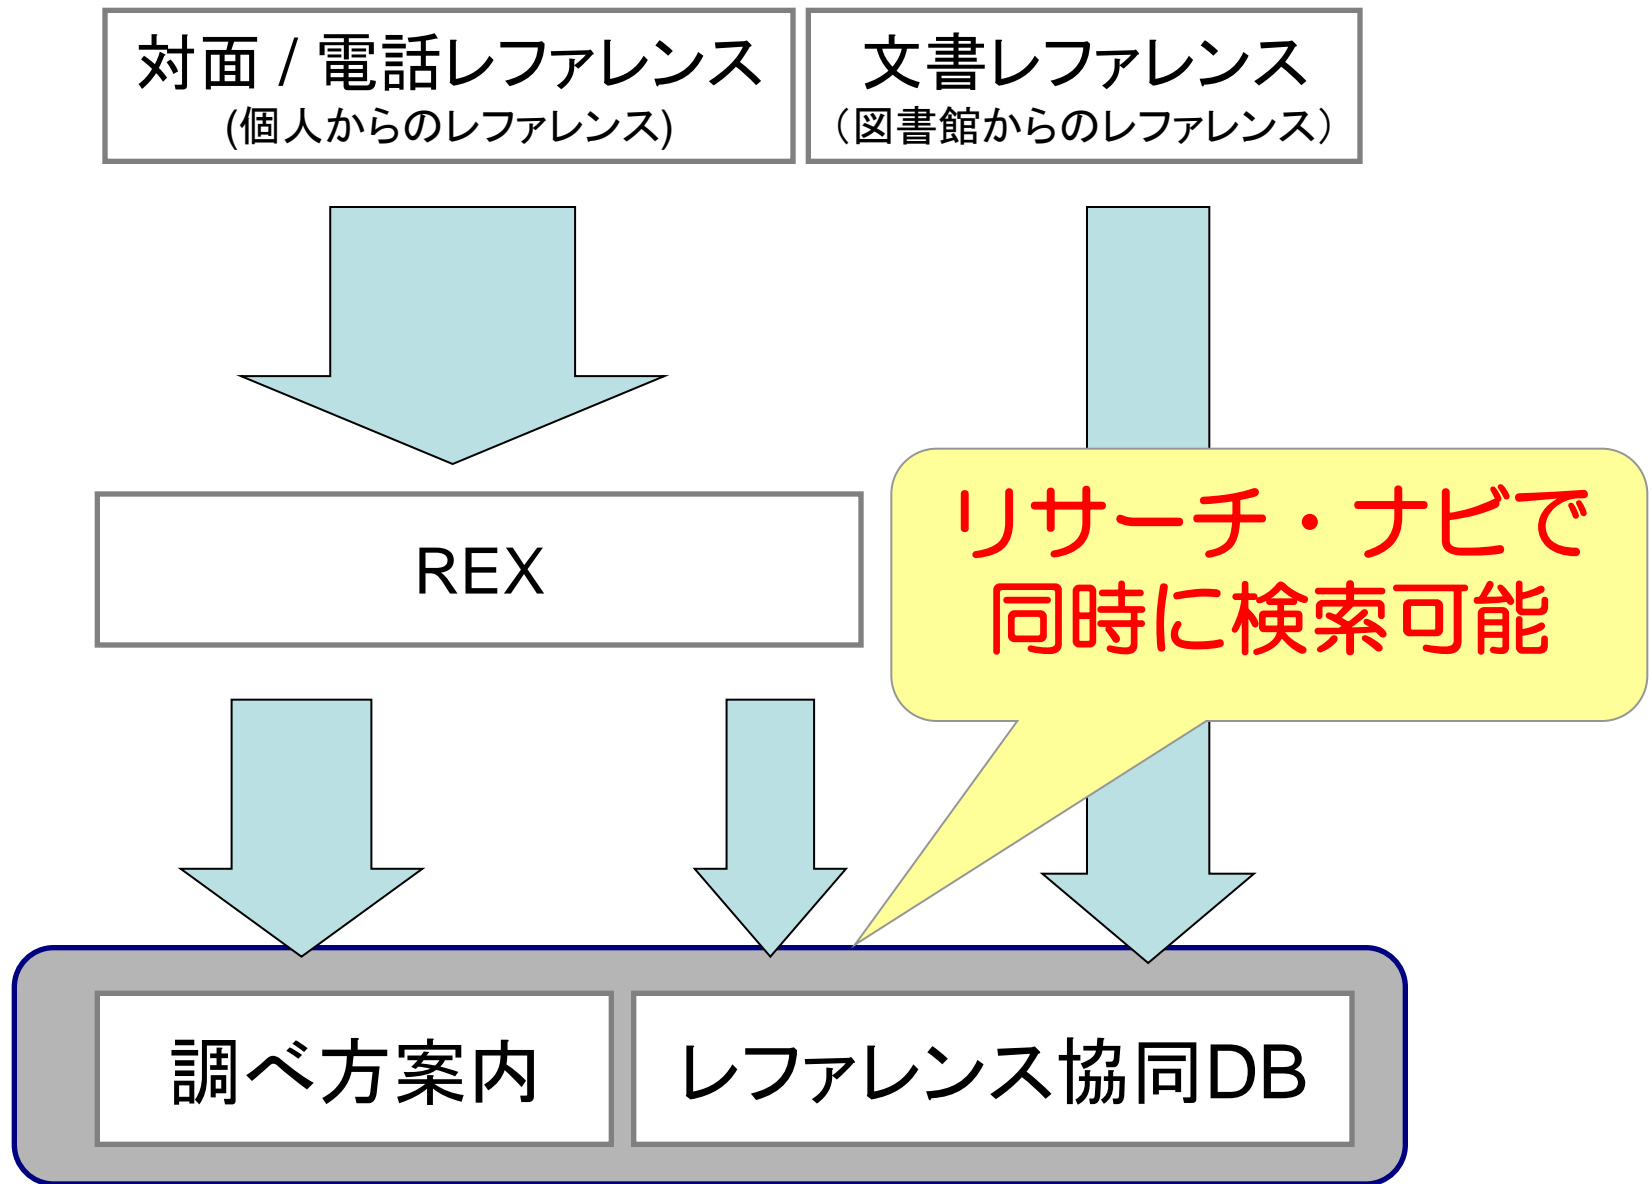 対面 / 電話レファレンス
(個人からのレファレンス)
文書レファレンス
（図書館からのレファレンス）
REX
リサーチ・ナビで
同時に検索可能
調べ方案内
レファレンス協同DB